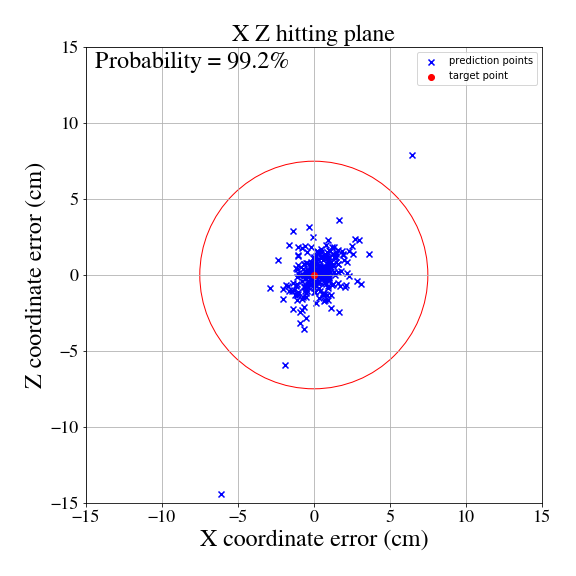 X Z hitting plane
Probability = 99.2%
prediction points
target point
15
10
5
0
−5
−10
−15
Z coordinate error (cm)
−15 −10 −5 0 5 10 15
X coordinate error (cm)